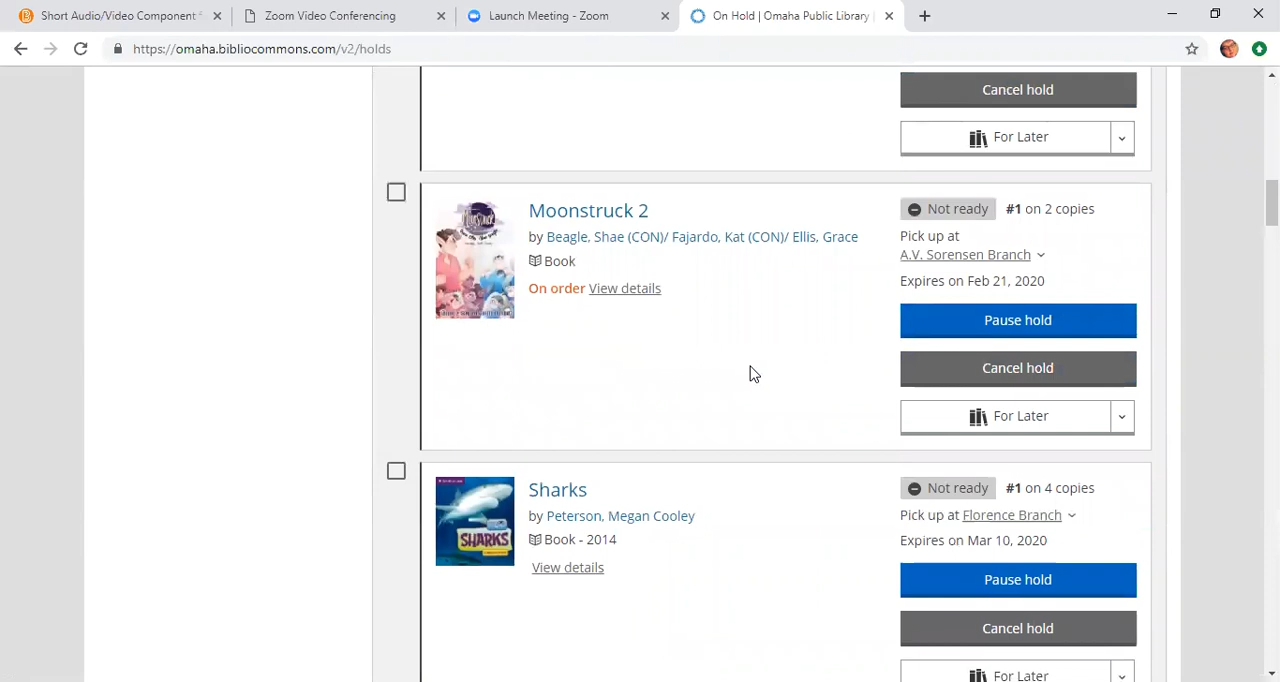 Short Audio/Video Component
Zoom Video Conferencing
Launch Meeting - Zoom
On Hold | Omaha Public Library |
https://omaha.bibliocommons.com/v2/holds
Cancel hold
For Later
Moonstruck 2
by Beagle, Shae (CON)/ Fajardo, Kat (CON)/ Ellis, Grace
Book
On order View details
Not ready #1 on 2 copies
Pick up at
A.V. Sorensen Branch
Expires on Feb 21, 2020
Pause hold
Cancel hold
For Later
Sharks
by Peterson, Megan Cooley
Book - 2014
View details
SHARKS
Not ready #1 on 4 copies
Pick up at Florence Branch
Expires on Mar 10, 2020
Pause hold
Cancel hold
For Later